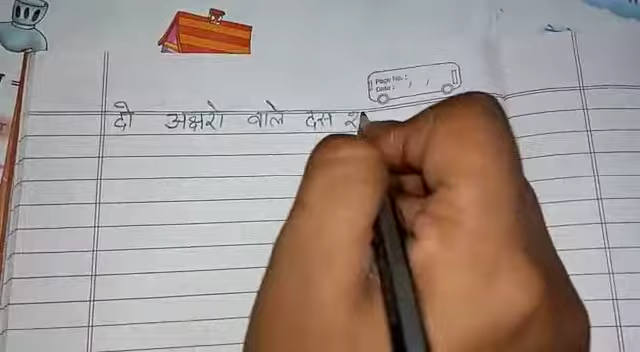 Page No.:
Date: / /
दो अक्षरो वाले दस